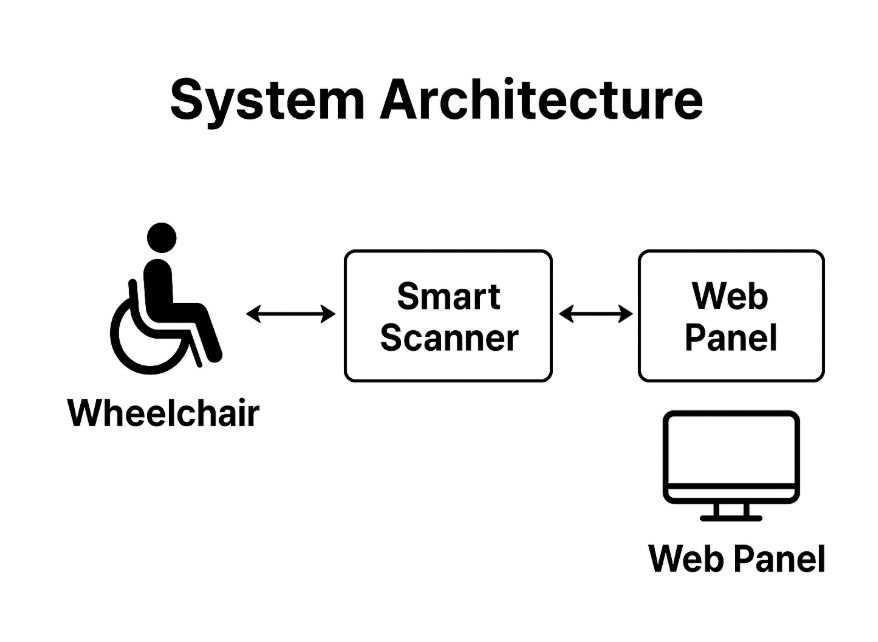 System Architecture
Smart
Scanner
Web
Panel
Wheelchair
Web Panel